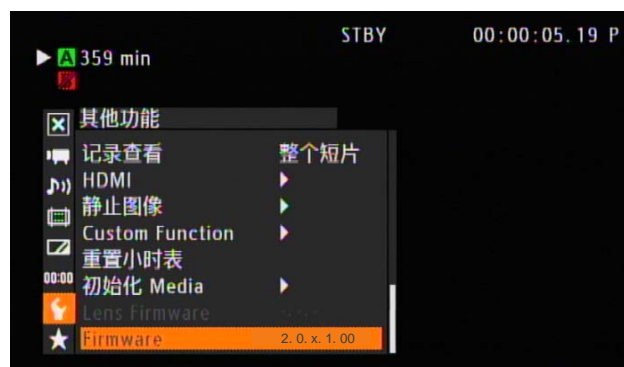 STBY 00:00:05.19 P
A 359 min
其他功能
记录查看 整个短片
HDMI
静止图像
Custom Function
重置小时表
00:00
初始化 Media
Lens Firmware
Firmware 2. 0. x. 1. 00